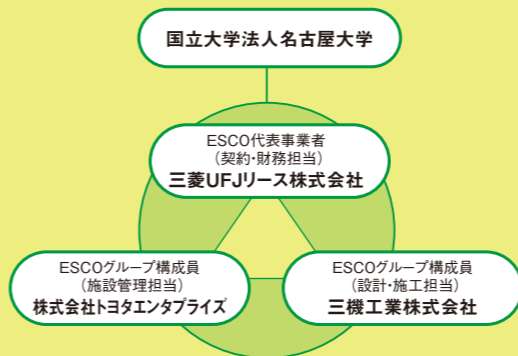 国立大学法人名古屋大学
ESCO代表事業者
(契約・財務担当)
三菱UFJリース株式会社
ESCOグループ構成員
(施設管理担当)
株式会社トヨタエンタプライズ
ESCOグループ構成員
(設計・施工担当)
三機工業株式会社